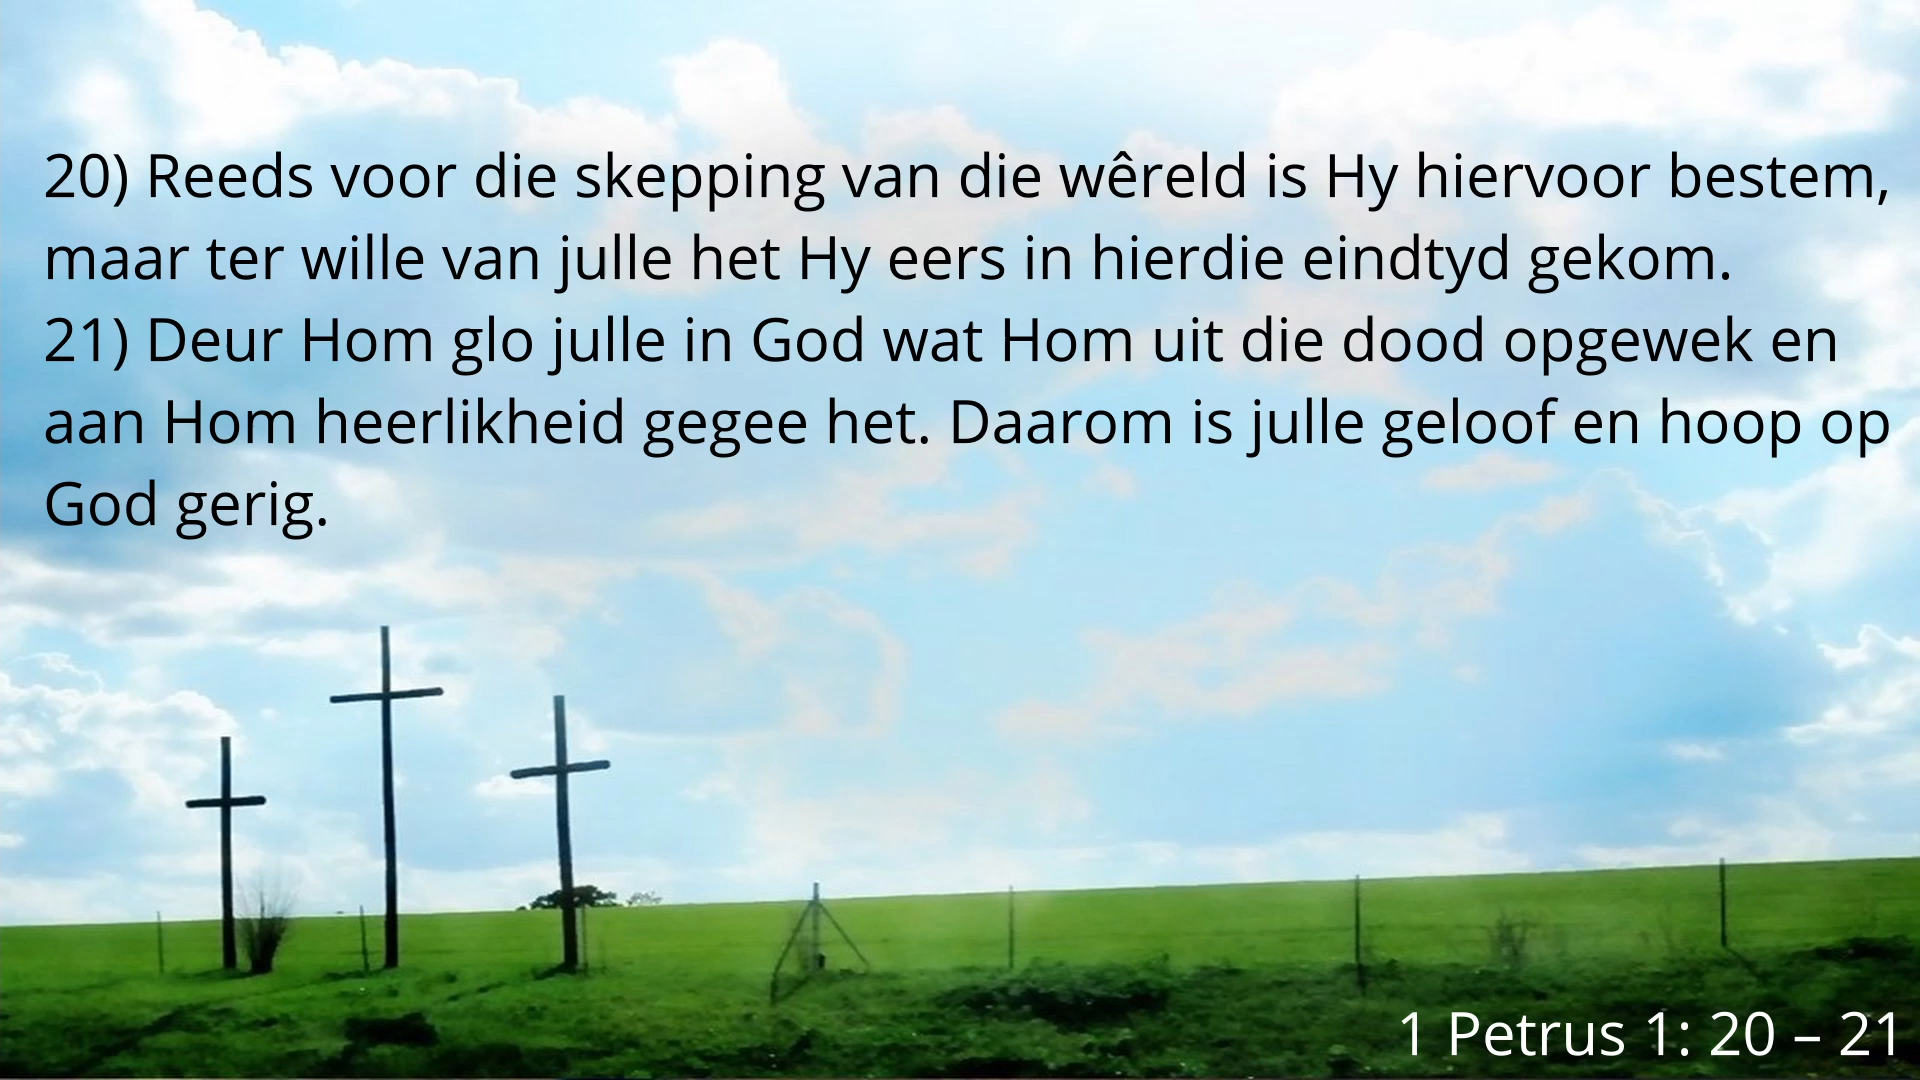 20) Reeds voor die skepping van die wêreld is Hy hiervoor bestem,
maar ter wille van julle het Hy eers in hierdie eindtyd gekom.
21) Deur Hom glo julle in God wat Hom uit die dood opgewek en
aan Hom heerlikheid gegee het. Daarom is julle geloof en hoop op
God gerig.
1 Petrus 1: 20 – 21